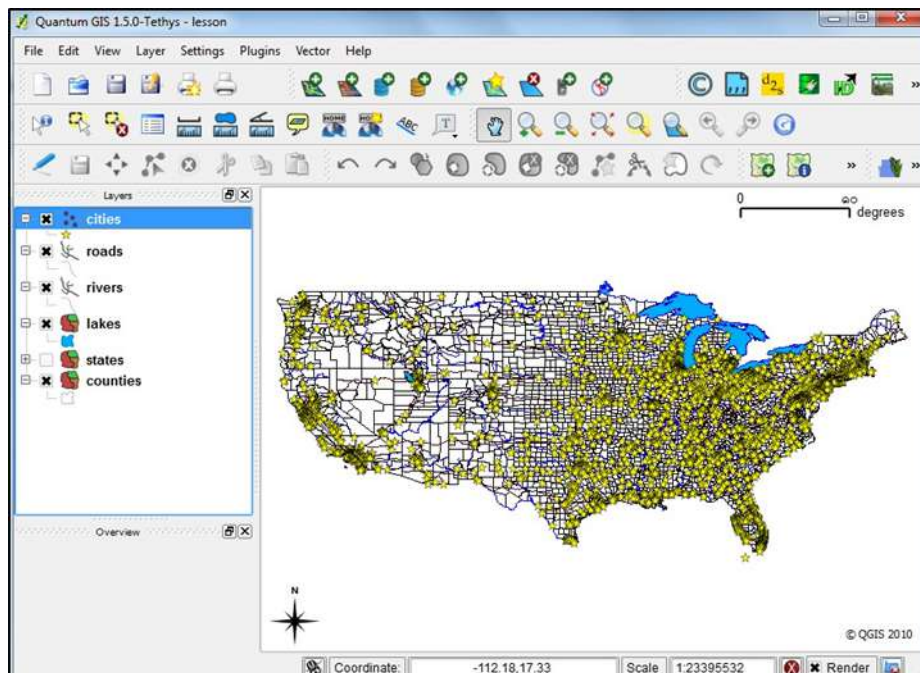 Quantum GIS 1.5.0-Tethys - lesson
File Edit View Layer Settings Plugins Vector Help
Layers
cities
roads
rivers
lakes
states
counties
Overview
0
degrees
N
© QGIS 2010
Coordinate: -112.18,17.33 Scale 1:23395532 Render